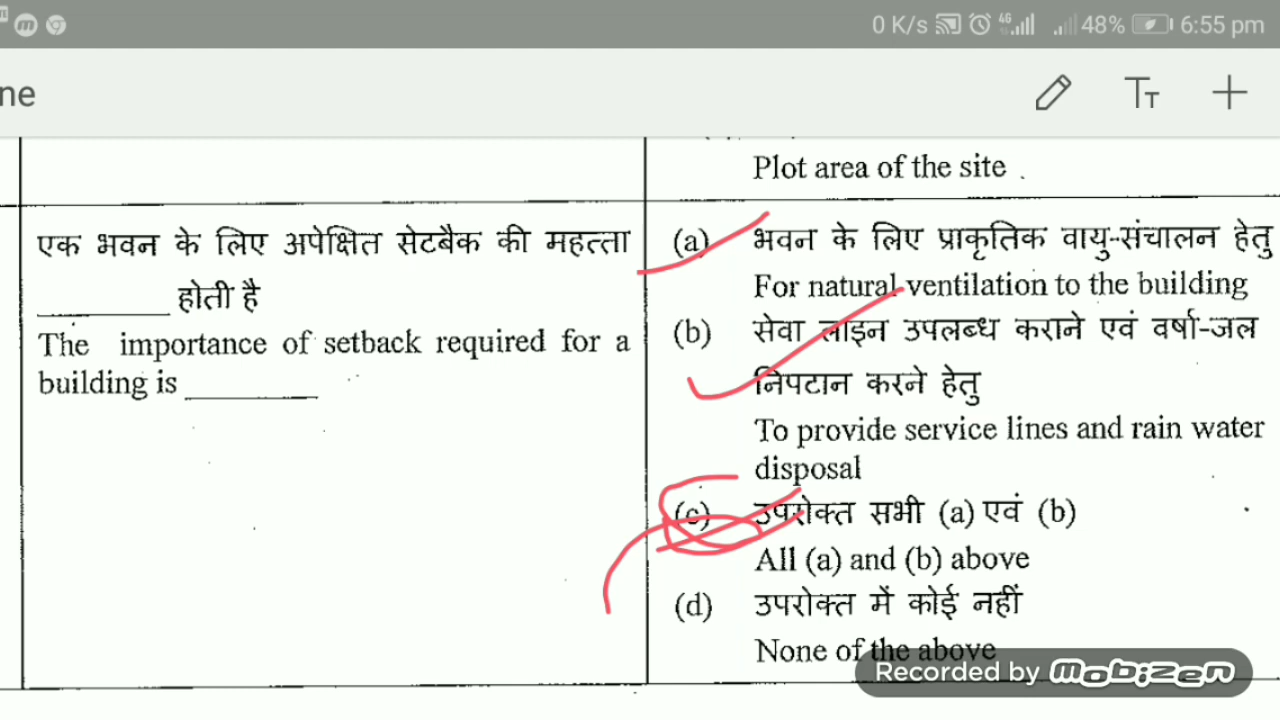 0 K/s 4G 48% 6:55 pm
ne
Plot area of the site .
एक भवन के लिए अपेक्षित सेटबैक की महत्ता
________ होती है
The importance of setback required for a
building is ________
(a) भवन के लिए प्राकृतिक वायु-संचालन हेतु
For natural ventilation to the building
(b) सेवा लाइन उपलब्ध कराने एवं वर्षा-जल
निपटान करने हेतु
To provide service lines and rain water
disposal
(c) उपरोक्त सभी (a) एवं (b)
All (a) and (b) above
(d) उपरोक्त में कोई नहीं
None of the above
Recorded by mobizen